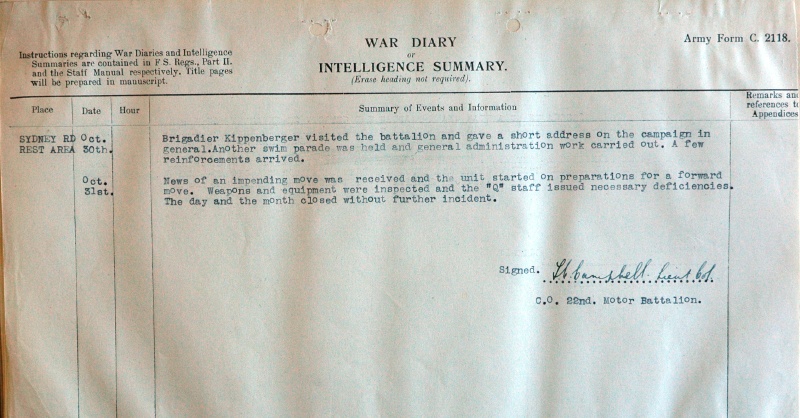 Army Form C. 2118.
WAR DIARY
or
INTELLIGENCE SUMMARY.
(Erase heading not required).
Instructions regarding War Diaries and Intelligence
Summaries are contained in F.S. Regs., Part II.
and the Staff Manual respectively. Title pages
will be prepared in manuscript.
Place Date Hour Summary of Events and Information Remarks and
references to
Appendices
SYDNEY RD Oct. Brigadier Kippenberger visited the battalion and gave a short address on the campaign in
REST AREA 30th. general.Another swim parade was held and general administration work carried out. A few
reinforcements arrived.
Oct. News of an impending move was received and the unit started on preparations for a forward
31st. move. Weapons and equipment were inspected and the "Q" staff issued necessary deficiencies.
The day and the month closed without further incident.
Signed. Campbell. Lieut Col.
C.O. 22nd. Motor Battalion.